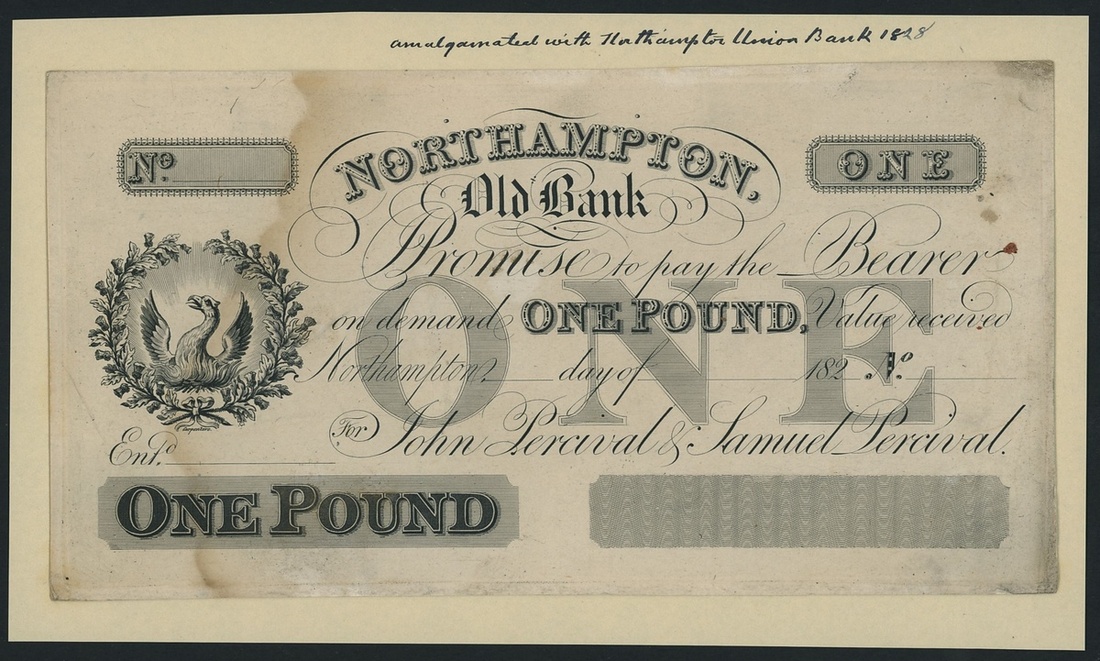 amalgamated with Northampton Union Bank 1828
No.
NORTHAMPTON,
ONE
Old Bank
I Promise to pay the Bearer
on demand ONE POUND, Value received
Northampton, day of 182 No.
ONE
For John Percival & Samuel Percival.
Carpenters.
Entd.
ONE POUND